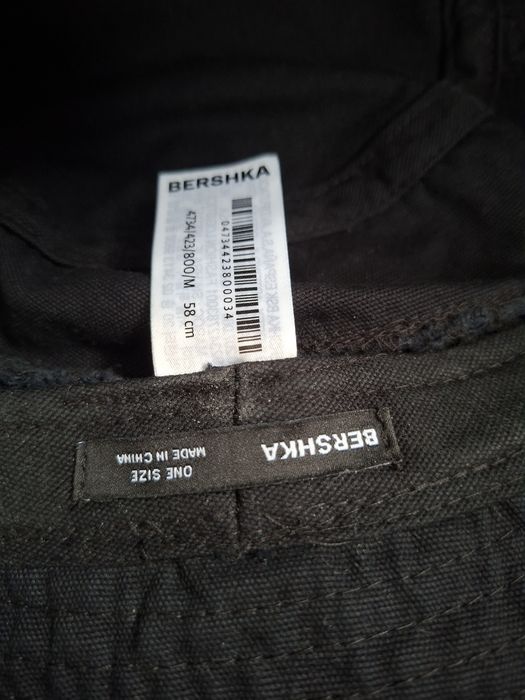 BERSHKA
4734/423/800/M 58 cm
04734423800034
BERSHKA
ONE SIZE
MADE IN CHINA